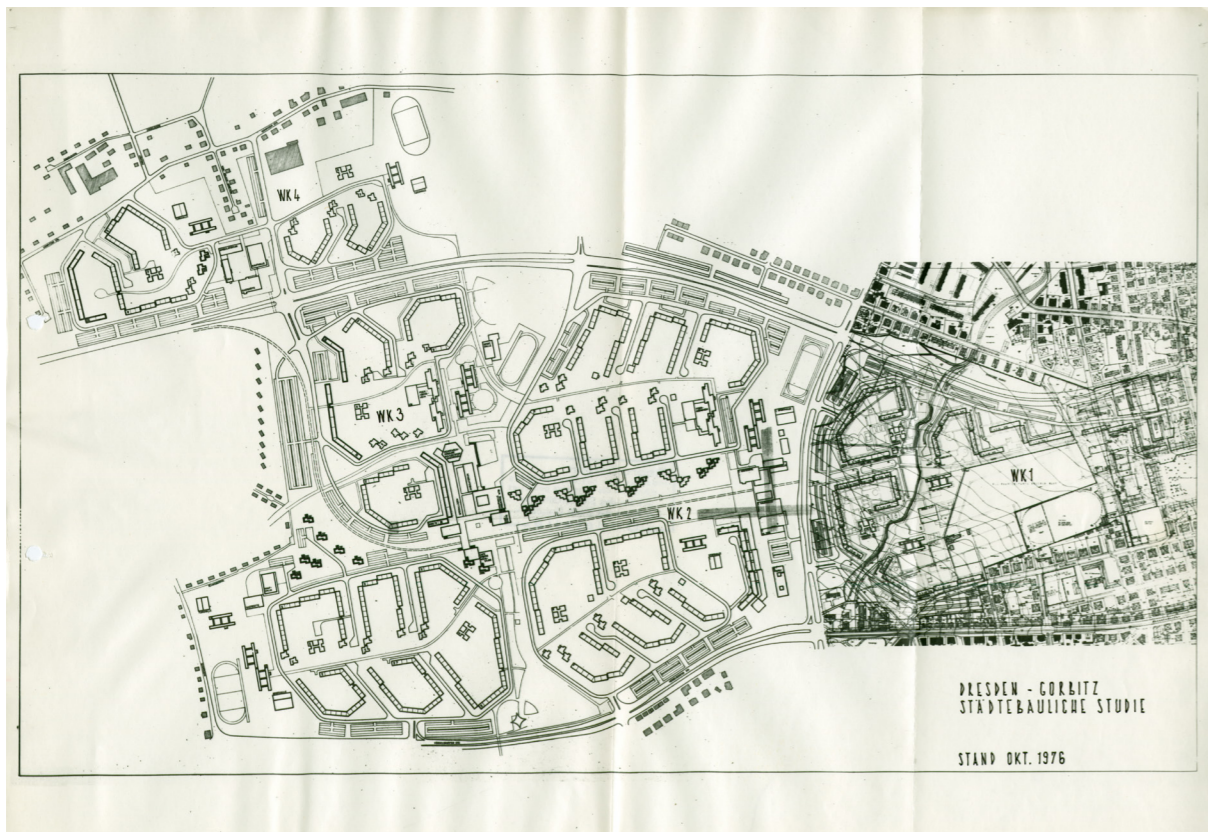 WK 4
WK 3
WK 2
WK 1
DRESDEN - GORBITZ
STÄDTEBAULICHE STUDIE
STAND OKT. 1976